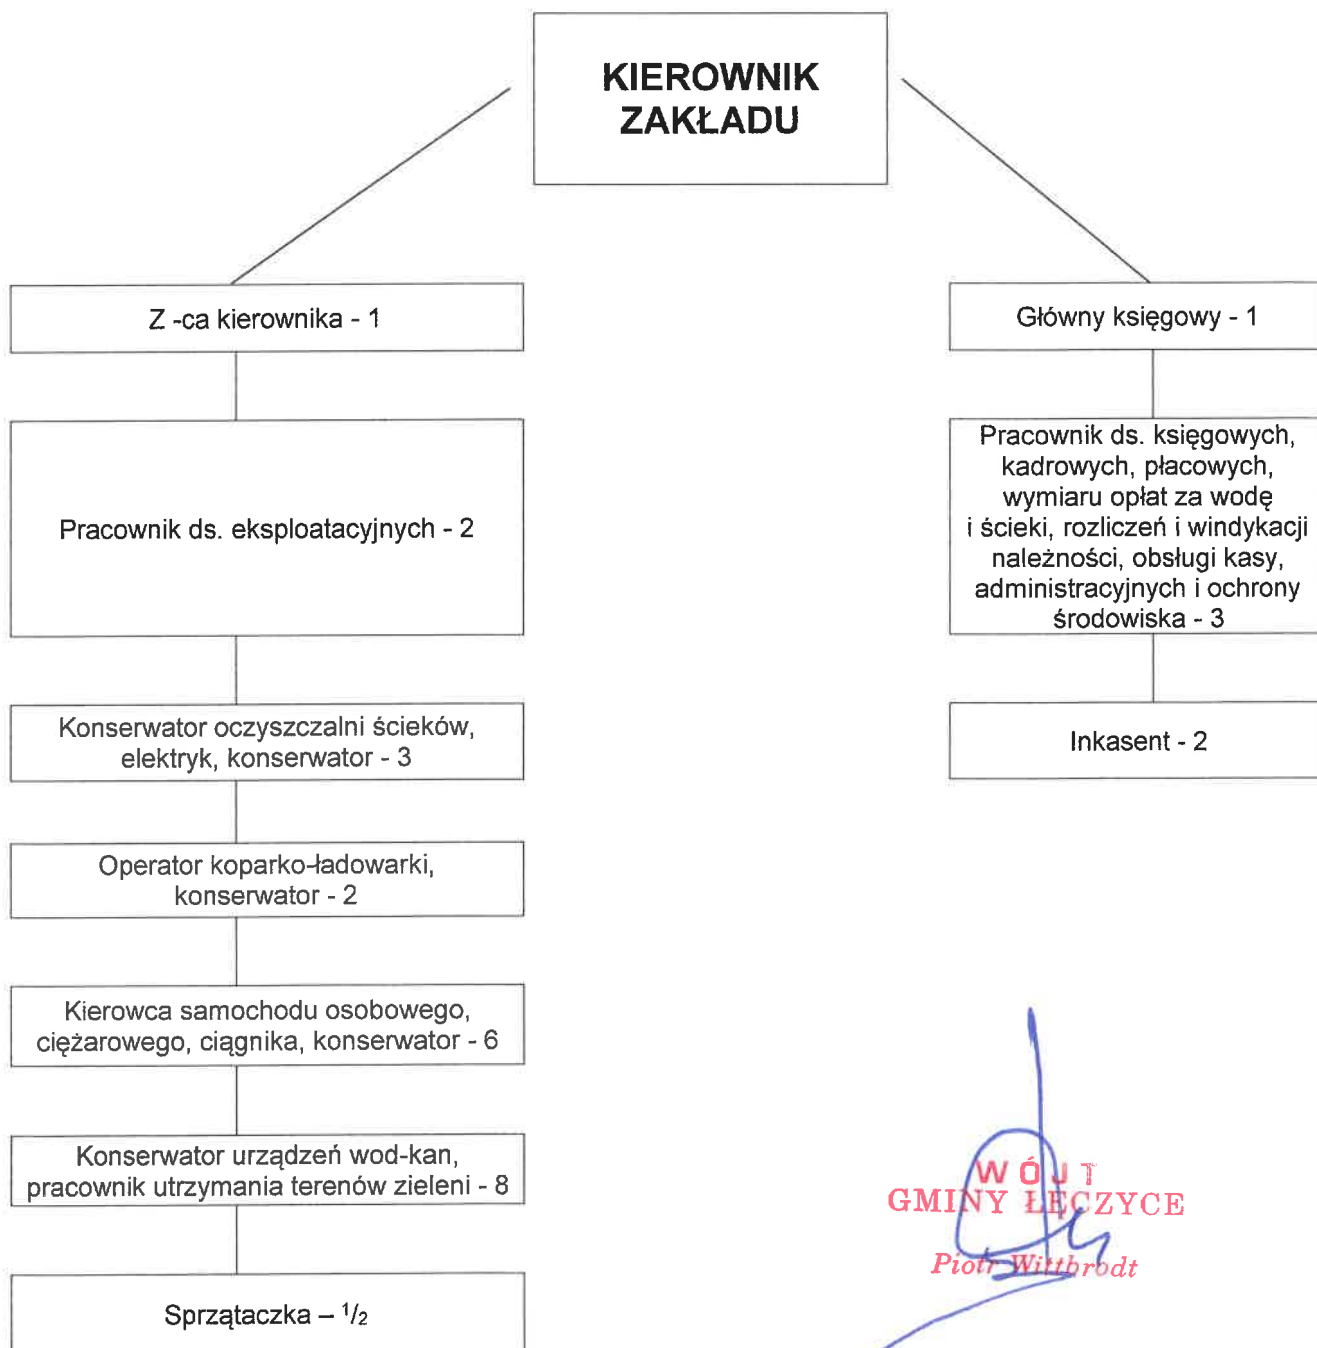 KIEROWNIK
ZAKŁADU
Z -ca kierownika - 1
Pracownik ds. eksploatacyjnych - 2
Konserwator oczyszczalni ścieków,
elektryk, konserwator - 3
Operator koparko-ładowarki,
konserwator - 2
Kierowca samochodu osobowego,
ciężarowego, ciągnika, konserwator - 6
Konserwator urządzeń wod-kan,
pracownik utrzymania terenów zieleni - 8
Sprzątaczka – 1/2
Główny księgowy - 1
Pracownik ds. księgowych,
kadrowych, płacowych,
wymiaru opłat za wodę
i ścieki, rozliczeń i windykacji
należności, obsługi kasy,
administracyjnych i ochrony
środowiska - 3
Inkasent - 2
WÓJT
GMINY ŁĘCZYCE
Piotr Wittbrodt